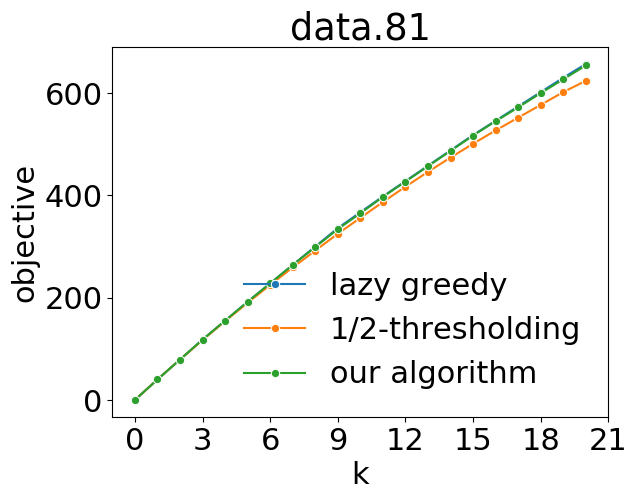 data.81
objective
600
400
200
0
lazy greedy
1/2-thresholding
our algorithm
0 3 6 9 12 15 18 21
k